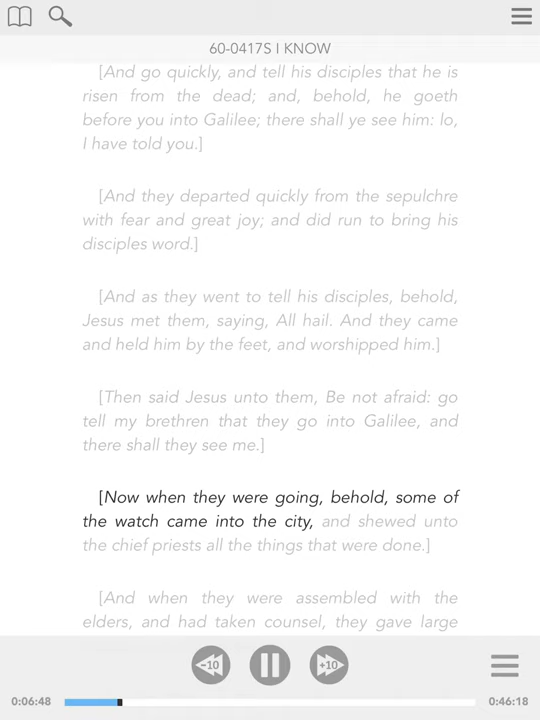 60-0417S I KNOW
[And go quickly, and tell his disciples that he is
risen from the dead; and, behold, he goeth
before you into Galilee; there shall ye see him: lo,
I have told you.]
[And they departed quickly from the sepulchre
with fear and great joy; and did run to bring his
disciples word.]
[And as they went to tell his disciples, behold,
Jesus met them, saying, All hail. And they came
and held him by the feet, and worshipped him.]
[Then said Jesus unto them, Be not afraid: go
tell my brethren that they go into Galilee, and
there shall they see me.]
[Now when they were going, behold, some of
the watch came into the city, and shewed unto
the chief priests all the things that were done.]
[And when they were assembled with the
elders, and had taken counsel, they gave large
-10 +10
0:06:48 0:46:18